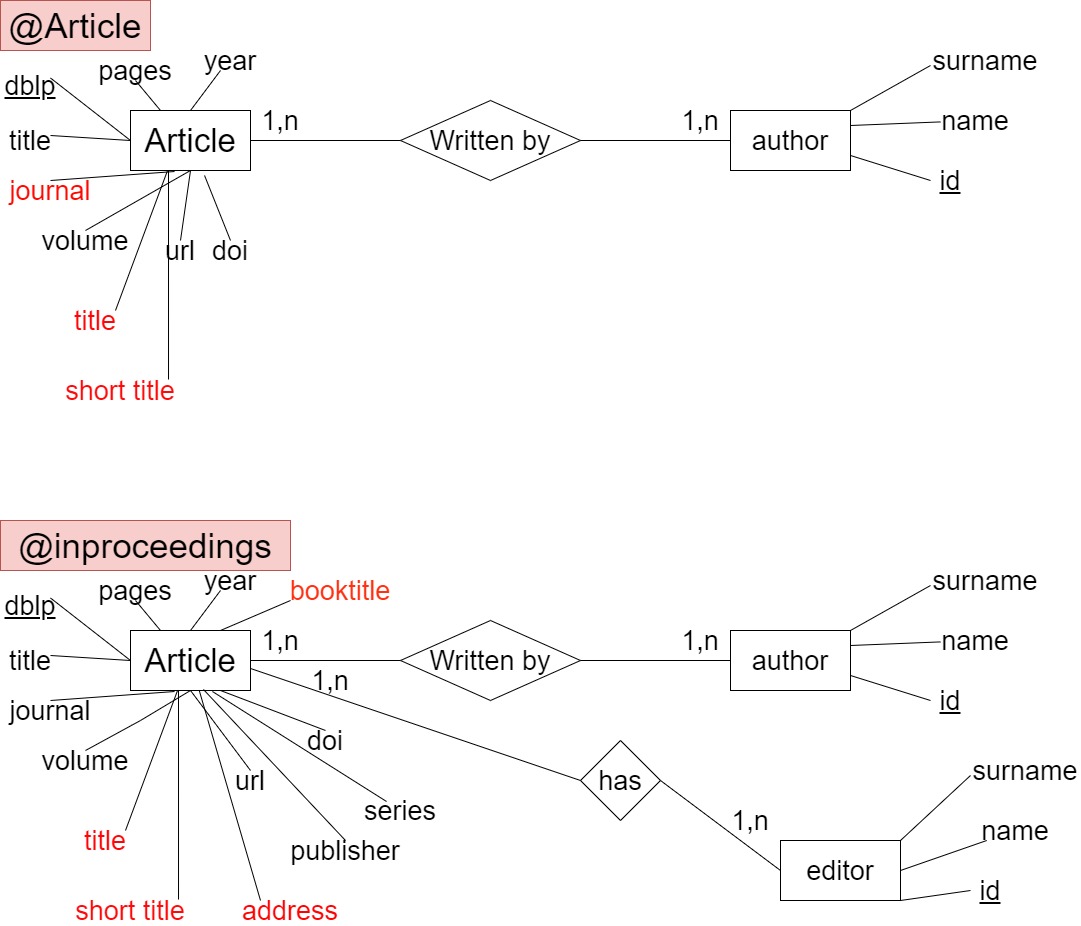 @Article
year
surname
pages
dblp
1,n
1,n
name
title
Article
Written by
author
journal
id
volume
url
doi
title
short title
@inproceedings
year
booktitle
surname
pages
dblp
1,n
1,n
name
title
Article
Written by
author
1,n
journal
id
doi
volume
url
has
surname
series
1,n
name
title
publisher
editor
id
short title
address